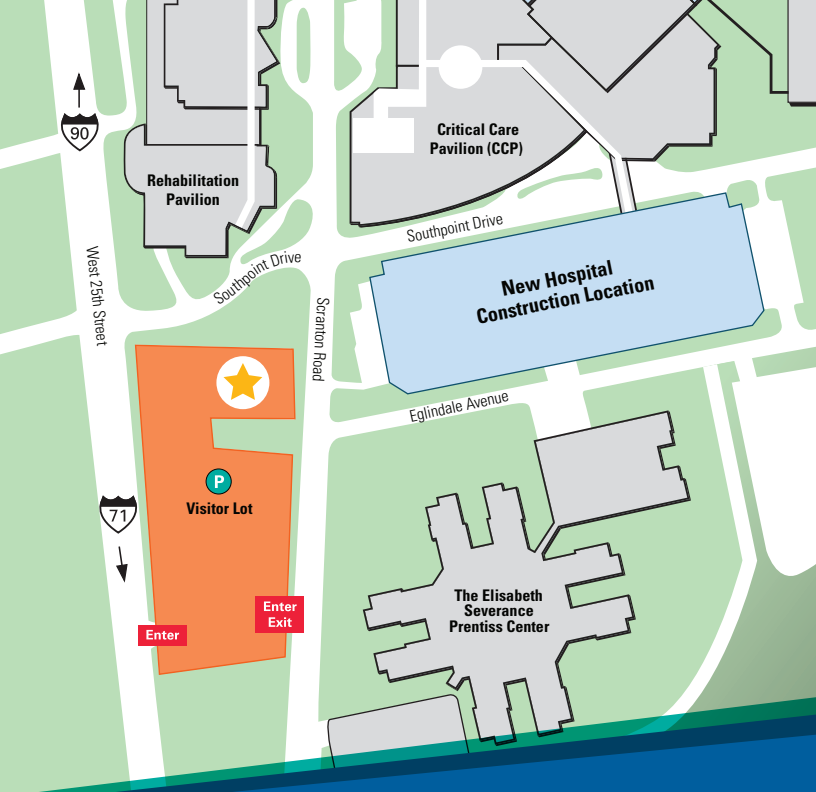 90
Critical Care
Pavilion (CCP)
Rehabilitation
Pavilion
Southpoint Drive
Southpoint Drive
West 25th Street
Scranton Road
New Hospital
Construction Location
Eglindale Avenue
P
Visitor Lot
71
The Elisabeth
Severance
Prentiss Center
Enter
Exit
Enter